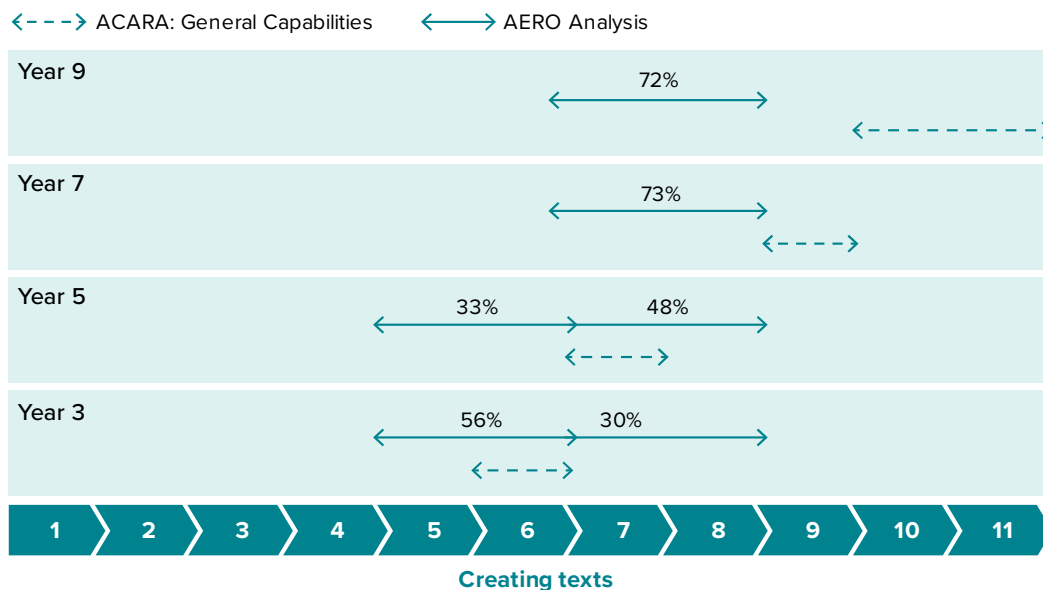 ACARA: General Capabilities AERO Analysis
Year 9
72%
Year 7
73%
Year 5
33% 48%
Year 3
56% 30%
1 2 3 4 5 6 7 8 9 10 11
Creating texts